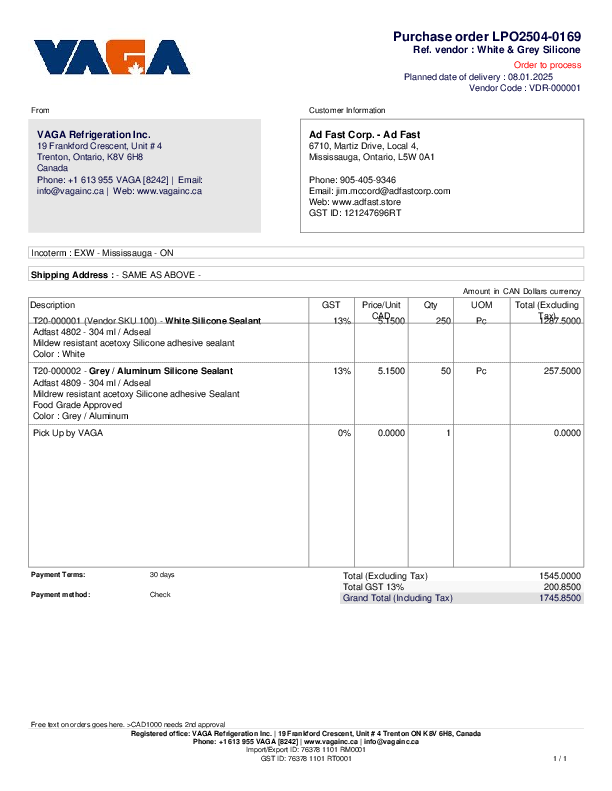 VAGA
Purchase order LPO2504-0169
Ref. vendor : White & Grey Silicone
Order to process
Planned date of delivery : 08.01.2025
Vendor Code : VDR-000001
From
VAGA Refrigeration Inc.
19 Frankford Crescent, Unit # 4
Trenton, Ontario, K8V 6H8
Canada
Phone: +1 613 955 VAGA [8242] | Email:
info@vagainc.ca | Web: www.vagainc.ca
Customer Information
Ad Fast Corp. - Ad Fast
6710, Martiz Drive, Local 4,
Mississauga, Ontario, L5W 0A1
Phone: 905-405-9346
Email: jim.mccord@adfastcorp.com
Web: www.adfast.store
GST ID: 121247696RT
Incoterm : EXW - Mississauga - ON
Shipping Address : - SAME AS ABOVE -
Amount in CAN Dollars currency
Description GST Price/Unit CAD Qty UOM Total (Excluding Tax)
T20-000001 (Vendor SKU 100) - White Silicone Sealant 13% 5.1500 250 Pc 1287.5000
Adfast 4802 - 304 ml / Adseal
Mildew resistant acetoxy Silicone adhesive sealant
Color : White
T20-000002 - Grey / Aluminum Silicone Sealant 13% 5.1500 50 Pc 257.5000
Adfast 4809 - 304 ml / Adseal
Mildrew resistant acetoxy Silicone adhesive Sealant
Food Grade Approved
Color : Grey / Aluminum
Pick Up by VAGA 0% 0.0000 1 0.0000
Payment Terms: 30 days
Payment method: Check
Total (Excluding Tax) 1545.0000
Total GST 13% 200.8500
Grand Total (Including Tax) 1745.8500
Free text on orders goes here. >CAD1000 needs 2nd approval
Registered office: VAGA Refrigeration Inc. | 19 Frankford Crescent, Unit # 4 Trenton ON K8V 6H8, Canada
Phone: +1 613 955 VAGA [8242] | www.vagainc.ca | info@vagainc.ca
Import/Export ID: 76378 1101 RM0001
GST ID: 76378 1101 RT0001
1 / 1